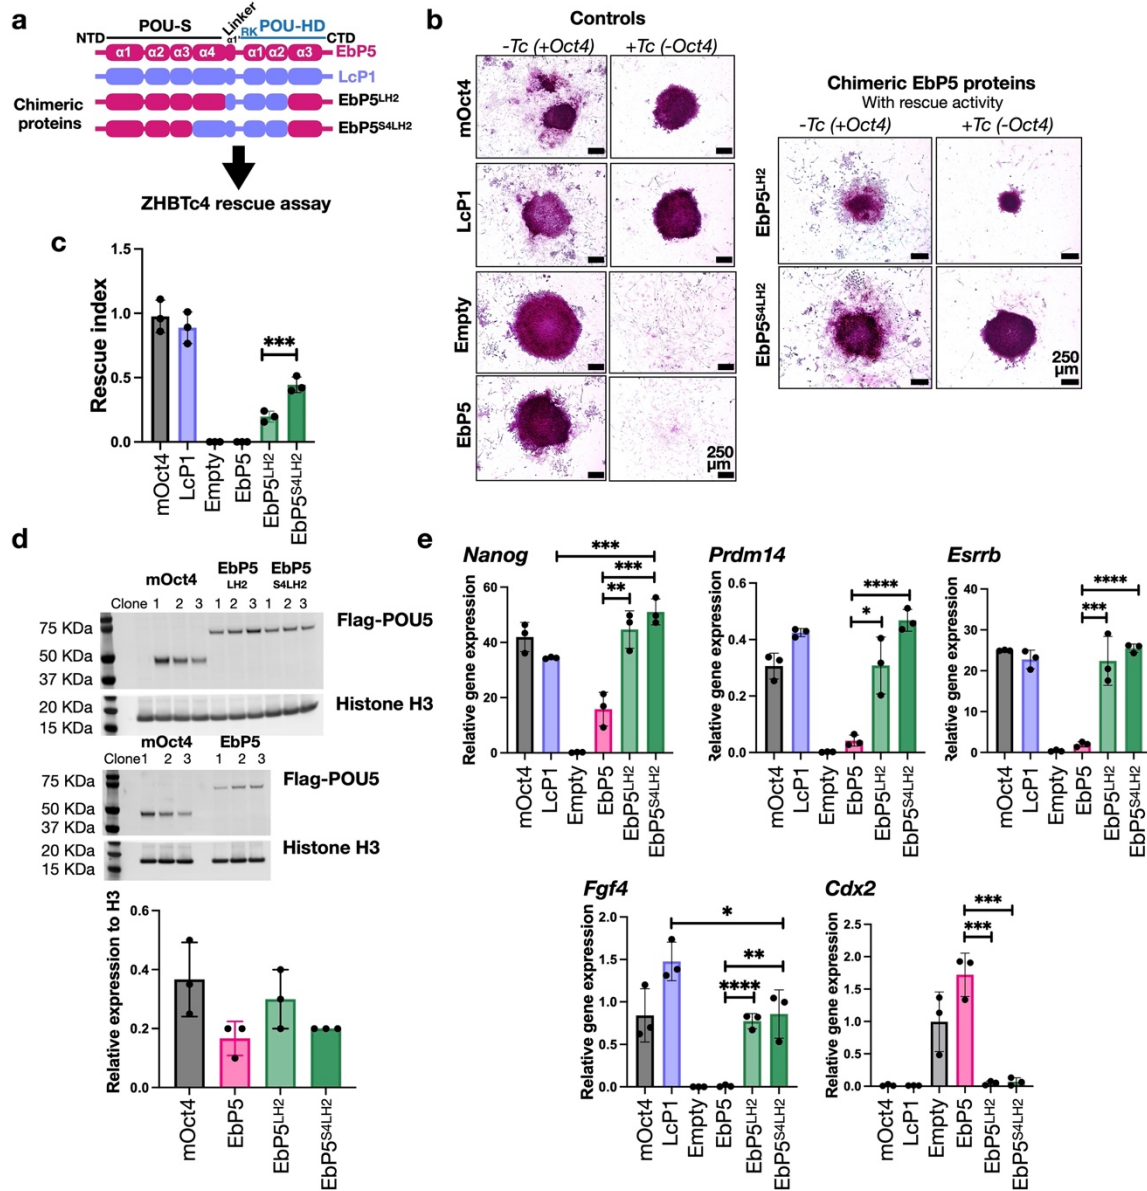 a
NTD
POU-S
Linker
α1'
RK
POU-HD
CTD
α1 α2 α3 α4 α1 α2 α3
EbP5
LcP1
Chimeric
proteins
EbP5LH2
EbP5S4LH2
ZHBTc4 rescue assay
b
Controls
-Tc (+Oct4) +Tc (-Oct4)
mOct4
LcP1
Empty
EbP5
250
μm
Chimeric EbP5 proteins
With rescue activity
-Tc (+Oct4) +Tc (-Oct4)
EbP5LH2
EbP5S4LH2
250
μm
c
Rescue index
1.5
1.0
0.5
0.0
***
mOct4 LcP1 Empty EbP5 EbP5LH2 EbP5S4LH2
d
mOct4 EbP5 LH2 EbP5 S4LH2
Clone 1 2 3 1 2 3 1 2 3
75 KDa
50 KDa
37 KDa
Flag-POU5
20 KDa
15 KDa
Histone H3
mOct4 EbP5
Clone1 2 3 1 2 3
75 KDa
50 KDa
37 KDa
Flag-POU5
20 KDa
15 KDa
Histone H3
Relative expression to H3
0.6
0.4
0.2
0.0
mOct4 EbP5 EbP5LH2 EbP5S4LH2
e
Nanog
Relative gene expression
60
40
20
0
***
***
**
mOct4 LcP1 Empty EbP5 EbP5LH2 EbP5S4LH2
Prdm14
Relative gene expression
0.6
0.4
0.2
0.0
****
*
mOct4 LcP1 Empty EbP5 EbP5LH2 EbP5S4LH2
Esrrb
Relative gene expression
40
30
20
10
0
****
***
mOct4 LcP1 Empty EbP5 EbP5LH2 EbP5S4LH2
Fgf4
Relative gene expression
2.0
1.5
1.0
0.5
0.0
*
**
****
mOct4 LcP1 Empty EbP5 EbP5LH2 EbP5S4LH2
Cdx2
Relative gene expression
2.5
2.0
1.5
1.0
0.5
0.0
***
***
mOct4 LcP1 Empty EbP5 EbP5LH2 EbP5S4LH2